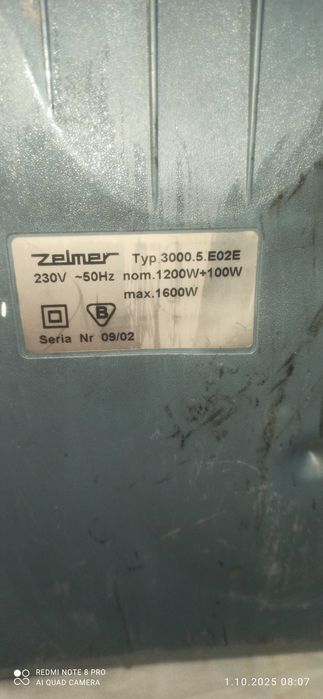 zelmer Typ 3000.5.E02E
230V ~50Hz nom.1200W+100W
max.1600W
B
Seria Nr 09/02
REDMI NOTE 8 PRO
AI QUAD CAMERA
1.10.2025 08:07